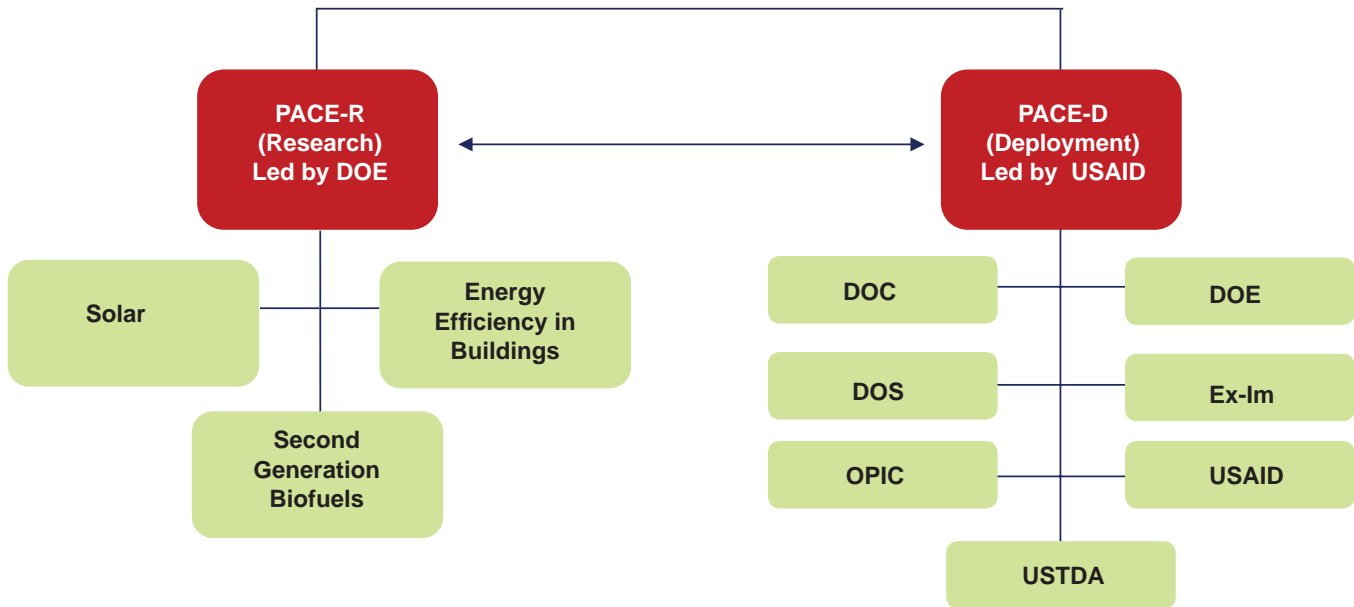 PACE-R
(Research)
Led by DOE
PACE-D
(Deployment)
Led by USAID
Solar
Energy
Efficiency in
Buildings
Second
Generation
Biofuels
DOC
DOE
DOS
Ex-Im
OPIC
USAID
USTDA